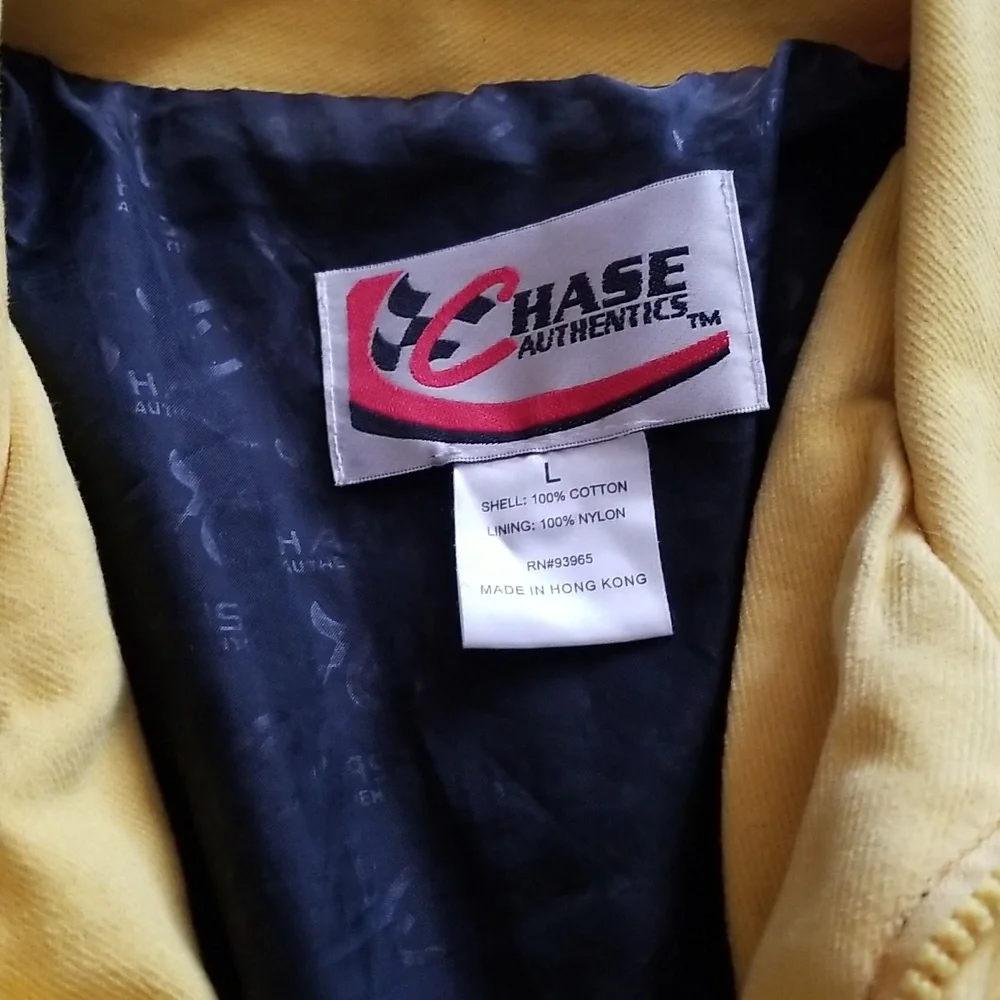 CHASE
AUTHENTICS™
L
SHELL: 100% COTTON
LINING: 100% NYLON
RN#93965
MADE IN HONG KONG